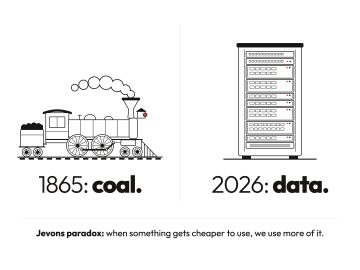 1865: coal.
2026: data.
Jevons paradox: when something gets cheaper to use, we use more of it.